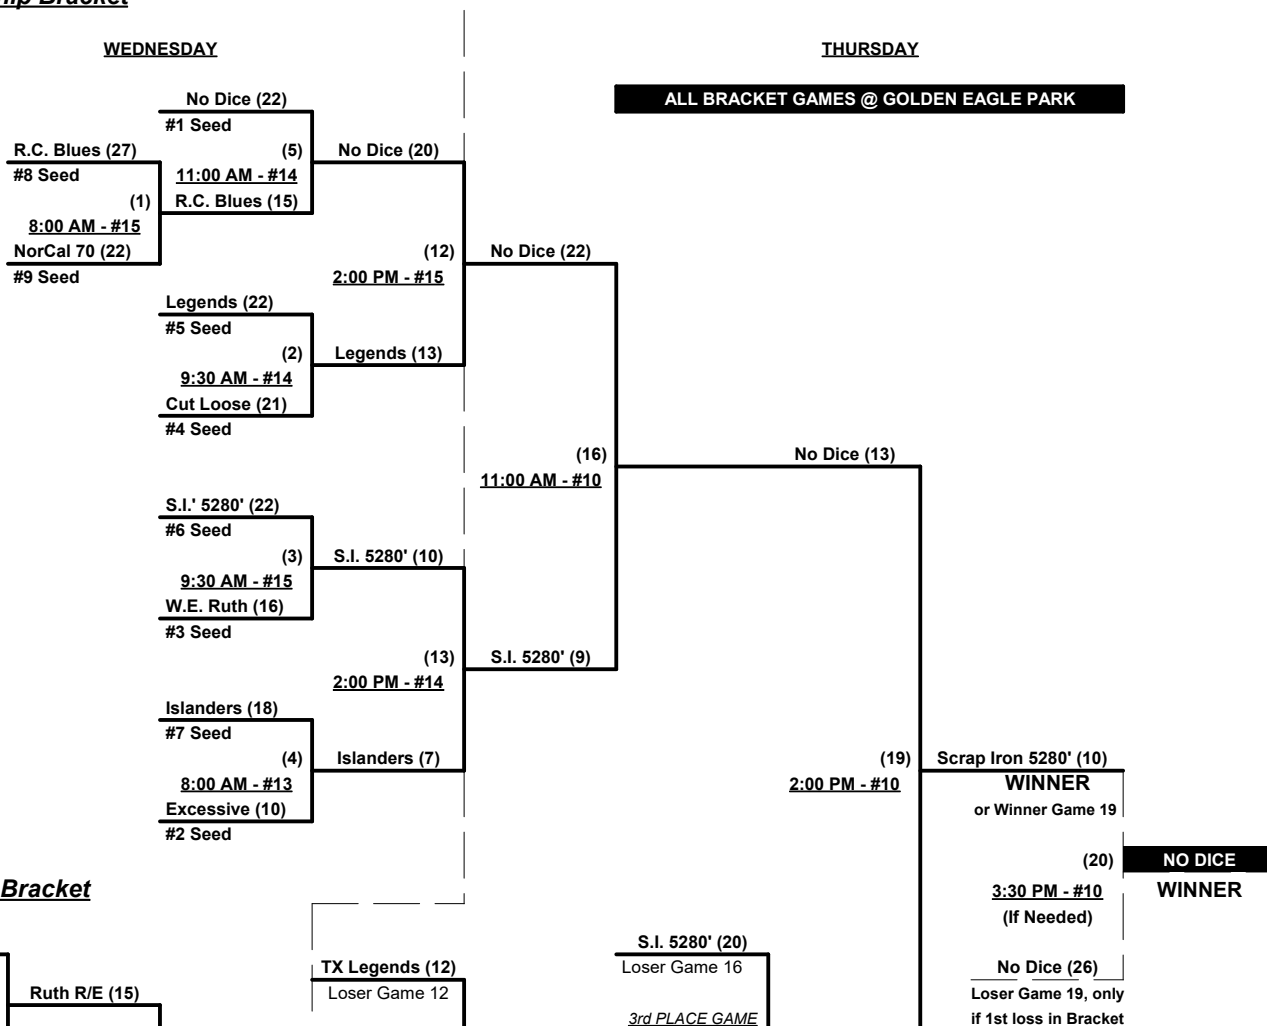 Bracket
WEDNESDAY
THURSDAY
ALL BRACKET GAMES @ GOLDEN EAGLE PARK
No Dice (22)
#1 Seed
R.C. Blues (27)
#8 Seed
(5)
11:00 AM - #14
No Dice (20)
(1)
8:00 AM - #15
R.C. Blues (15)
NorCal 70 (22)
#9 Seed
(12)
2:00 PM - #15
No Dice (22)
Legends (22)
#5 Seed
(2)
9:30 AM - #14
Legends (13)
Cut Loose (21)
#4 Seed
(16)
11:00 AM - #10
No Dice (13)
S.I.' 5280' (22)
#6 Seed
(3)
9:30 AM - #15
S.I. 5280' (10)
W.E. Ruth (16)
#3 Seed
(13)
2:00 PM - #14
S.I. 5280' (9)
Islanders (18)
#7 Seed
(4)
8:00 AM - #13
Islanders (7)
Excessive (10)
#2 Seed
(19)
2:00 PM - #10
Scrap Iron 5280' (10)
WINNER
or Winner Game 19
(20)
3:30 PM - #10
(If Needed)
NO DICE
WINNER
Bracket
S.I. 5280' (20)
Loser Game 16
TX Legends (12)
Loser Game 12
No Dice (26)
Loser Game 19, only
if 1st loss in Bracket
Ruth R/E (15)
3rd PLACE GAME